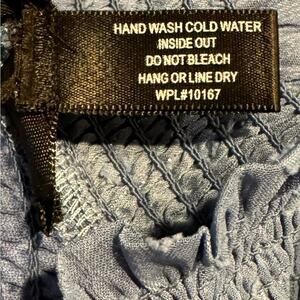 HAND WASH COLD WATER
INSIDE OUT
DO NOT BLEACH
HANG OR LINE DRY
WPL#10167